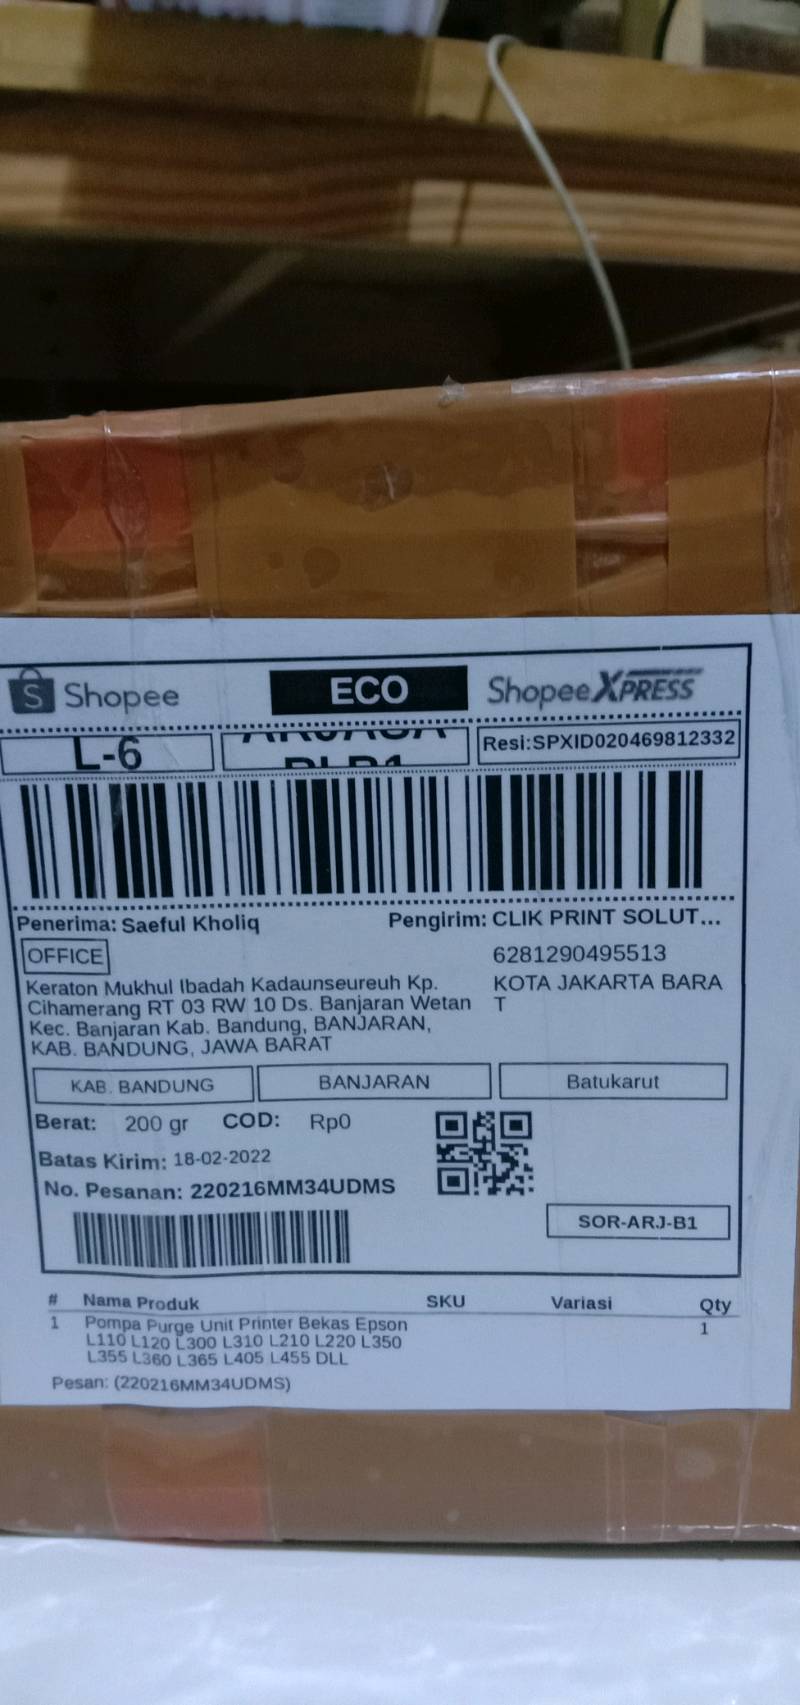 Shopee
ECO
ShopeeXPRESS
L-6
Resi:SPXID020469812332
Penerima: Saeful Kholiq
Pengirim: CLIK PRINT SOLUT...
OFFICE
6281290495513
Keraton Mukhul Ibadah Kadaunseureuh Kp.
Cihamerang RT 03 RW 10 Ds. Banjaran Wetan
Kec. Banjaran Kab. Bandung, BANJARAN,
KAB. BANDUNG, JAWA BARAT
KOTA JAKARTA BARA
T
KAB. BANDUNG
BANJARAN
Batukarut
Berat: 200 gr COD: Rp0
Batas Kirim: 18-02-2022
No. Pesanan: 220216MM34UDMS
SOR-ARJ-B1
# Nama Produk SKU Variasi Qty
1 Pompa Purge Unit Printer Bekas Epson 1
L110 L120 L300 L310 L210 L220 L350
L355 L360 L365 L405 L455 DLL
Pesan: (220216MM34UDMS)